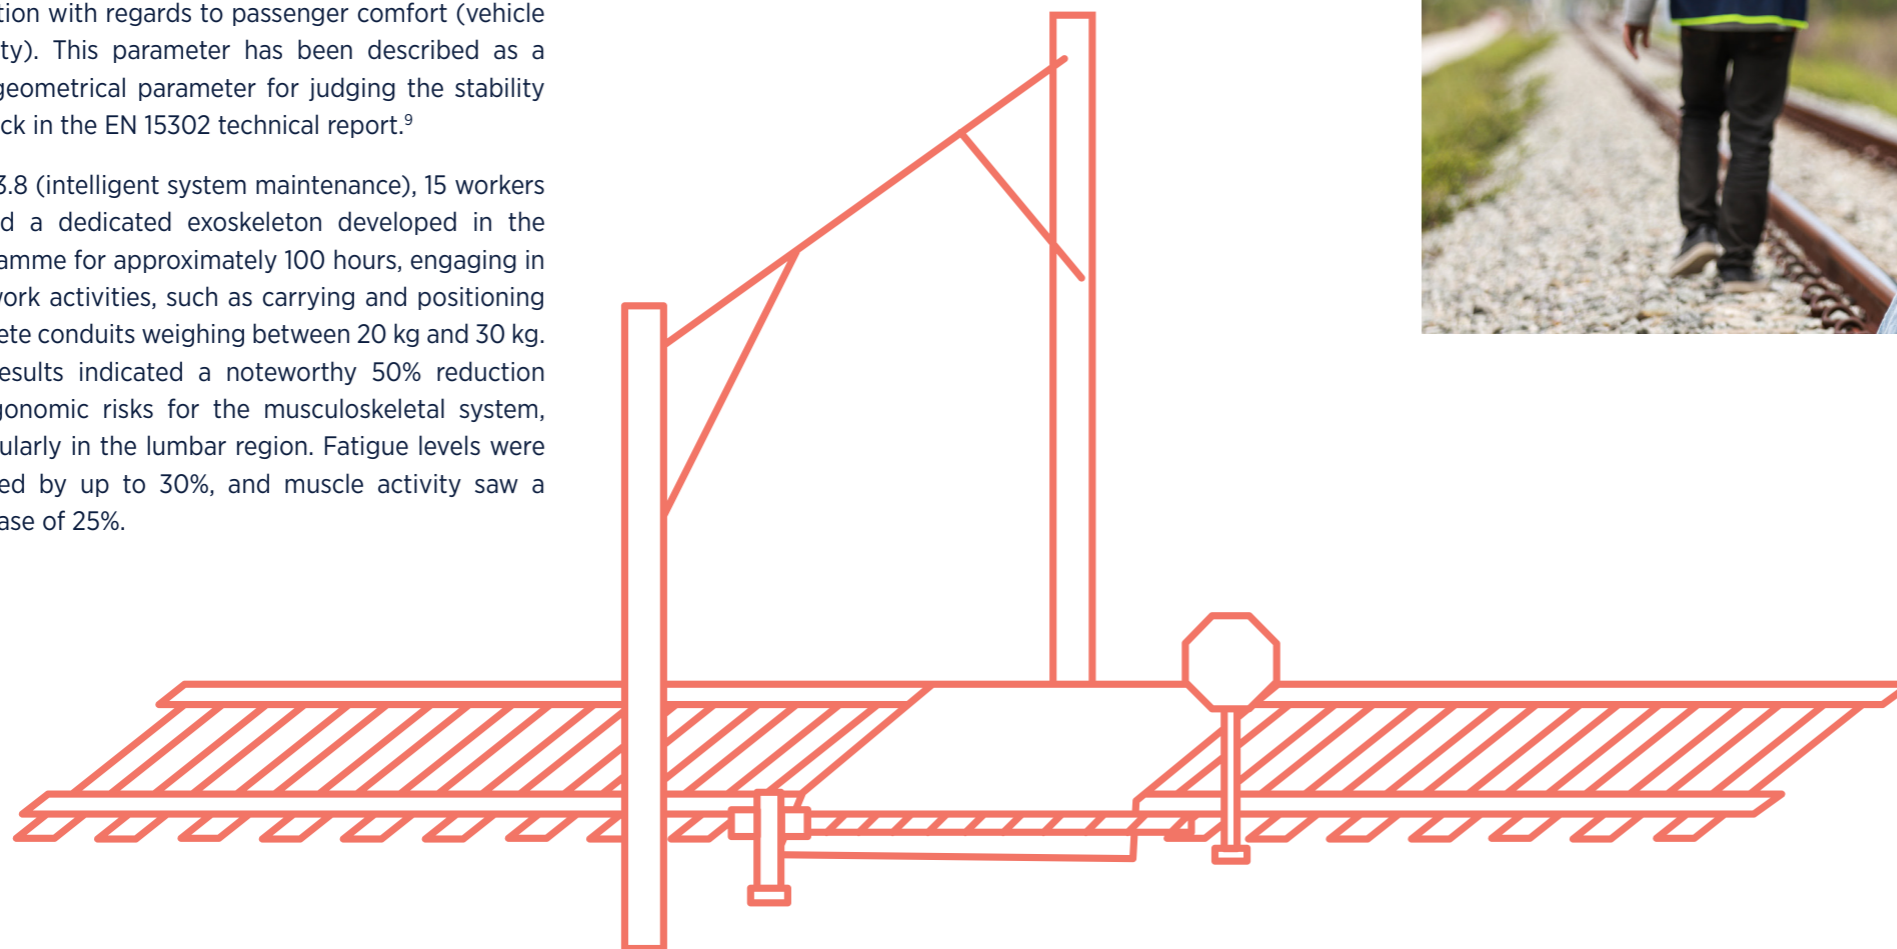 tion with regards to passenger comfort (vehicle
ty). This parameter has been described as a
geometrical parameter for judging the stability
ck in the EN 15302 technical report.⁹
3.8 (intelligent system maintenance), 15 workers
d a dedicated exoskeleton developed in the
amme for approximately 100 hours, engaging in
work activities, such as carrying and positioning
ete conduits weighing between 20 kg and 30 kg.
esults indicated a noteworthy 50% reduction
gonomic risks for the musculoskeletal system,
ularly in the lumbar region. Fatigue levels were
ed by up to 30%, and muscle activity saw a
ase of 25%.